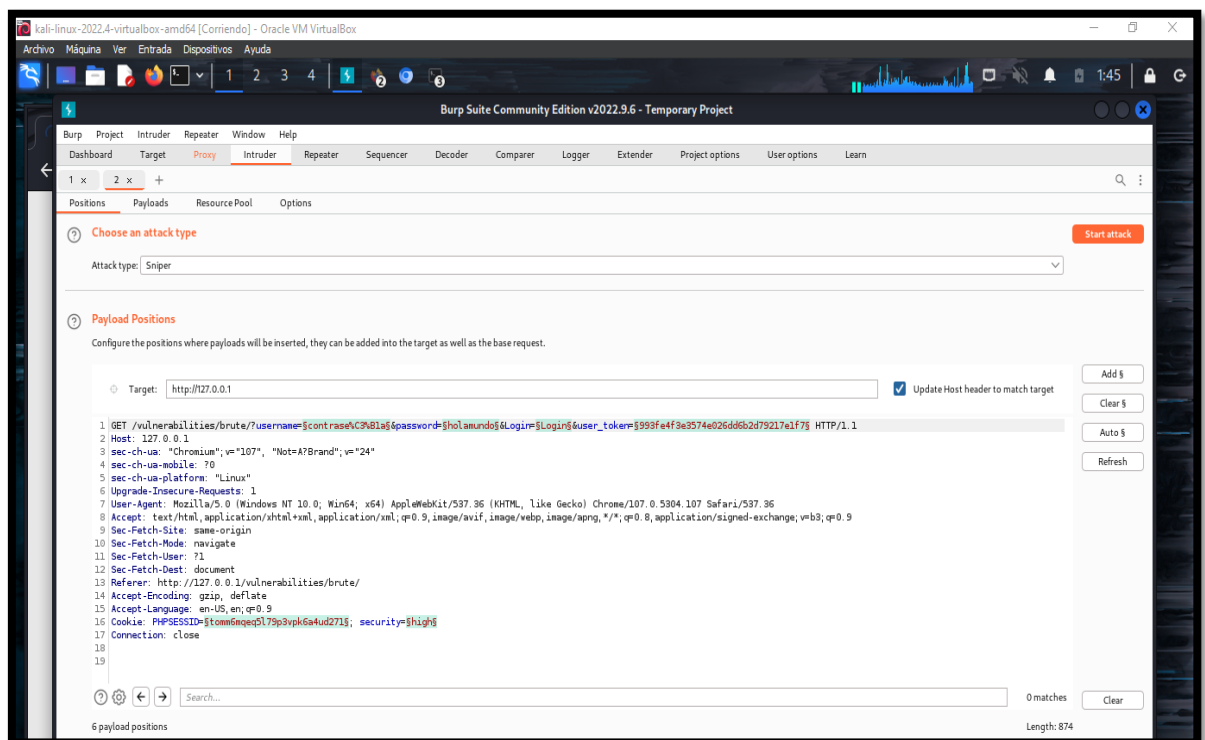 kali-linux-2022.4-virtualbox-amd64 [Corriendo] - Oracle VM VirtualBox
Archivo Máquina Ver Entrada Dispositivos Ayuda
1 2 3 4 1:45
Burp Suite Community Edition v2022.9.6 - Temporary Project
Burp Project Intruder Repeater Window Help
Dashboard Target Proxy Intruder Repeater Sequencer Decoder Comparer Logger Extender Project options User options Learn
1 × 2 × +
Positions Payloads Resource Pool Options
Choose an attack type Start attack
Attack type: Sniper
Payload Positions
Configure the positions where payloads will be inserted, they can be added into the target as well as the base request.
Add §
Target: http://127.0.0.1 Update Host header to match target
Clear §
Auto §
Refresh
1 GET /vulnerabilities/brute/?username=§contrase%C3%B1a§&password=§holamundo§&Login=§Login§&user_token=§993fe4f3e3574e026dd6b2d79217e1f7§ HTTP/1.1
2 Host: 127.0.0.1
3 sec-ch-ua: "Chromium";v="107", "Not=A?Brand";v="24"
4 sec-ch-ua-mobile: ?0
5 sec-ch-ua-platform: "Linux"
6 Upgrade-Insecure-Requests: 1
7 User-Agent: Mozilla/5.0 (Windows NT 10.0; Win64; x64) AppleWebKit/537.36 (KHTML, like Gecko) Chrome/107.0.5304.107 Safari/537.36
8 Accept: text/html,application/xhtml+xml,application/xml;q=0.9,image/avif,image/webp,image/apng,*/*;q=0.8,application/signed-exchange;v=b3;q=0.9
9 Sec-Fetch-Site: same-origin
10 Sec-Fetch-Mode: navigate
11 Sec-Fetch-User: ?1
12 Sec-Fetch-Dest: document
13 Referer: http://127.0.0.1/vulnerabilities/brute/
14 Accept-Encoding: gzip, deflate
15 Accept-Language: en-US,en;q=0.9
16 Cookie: PHPSESSID=§tomm6mqeq5l79p3vpk6a4ud271§; security=§high§
17 Connection: close
18
19
Search... 0 matches Clear
6 payload positions Length: 874